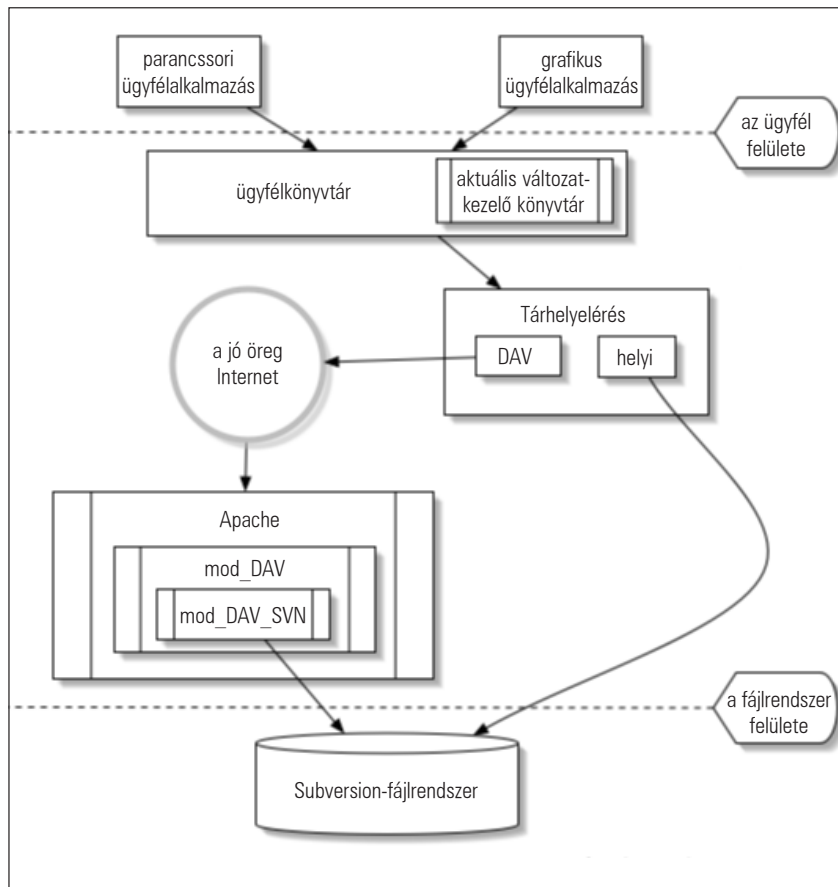 parancssori
ügyfélalkalmazás
grafikus
ügyfélalkalmazás
az ügyfél
felülete
ügyfélkönyvtár
aktuális változat-
kezelő könyvtár
Tárhelyelérés
DAV
helyi
a jó öreg
Internet
Apache
mod_DAV
mod_DAV_SVN
a fájlrendszer
felülete
Subversion-fájlrendszer